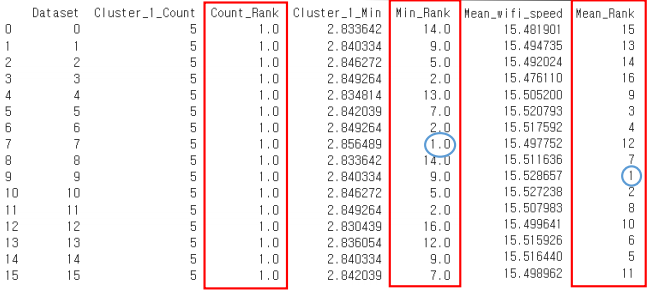 Dataset Cluster_1_Count Count_Rank Cluster_1_Min Min_Rank Mean_wifi_speed Mean_Rank
0 0 5 1.0 2.833642 14.0 15.481901 15
1 1 5 1.0 2.840334 9.0 15.494735 13
2 2 5 1.0 2.846272 5.0 15.492024 14
3 3 5 1.0 2.849264 2.0 15.476110 16
4 4 5 1.0 2.834814 13.0 15.505200 9
5 5 5 1.0 2.842039 7.0 15.520793 3
6 6 5 1.0 2.849264 2.0 15.517592 4
7 7 5 1.0 2.856489 1.0 15.497752 12
8 8 5 1.0 2.833642 14.0 15.511636 7
9 9 5 1.0 2.840334 9.0 15.528657 1
10 10 5 1.0 2.846272 5.0 15.527238 2
11 11 5 1.0 2.849264 2.0 15.507983 8
12 12 5 1.0 2.830439 16.0 15.499641 10
13 13 5 1.0 2.836054 12.0 15.515926 6
14 14 5 1.0 2.840334 9.0 15.516440 5
15 15 5 1.0 2.842039 7.0 15.498962 11